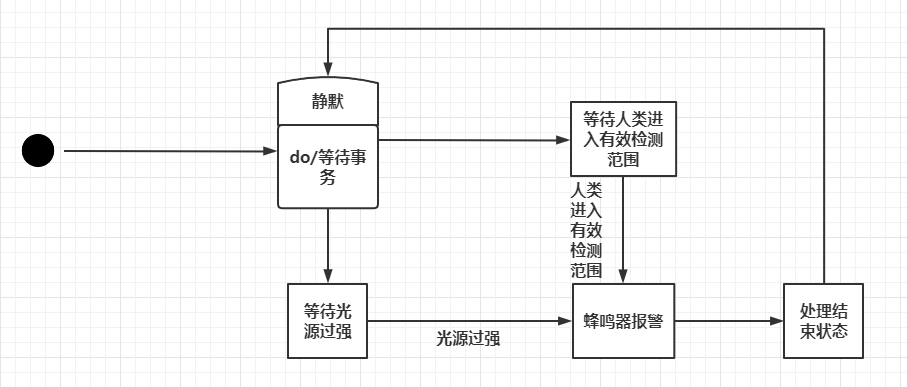 静默
do/等待事
务
等待人类进
入有效检测
范围
人类
进入
有效
检测
范围
等待光
源过强
光源过强
蜂鸣器报警
处理结
束状态